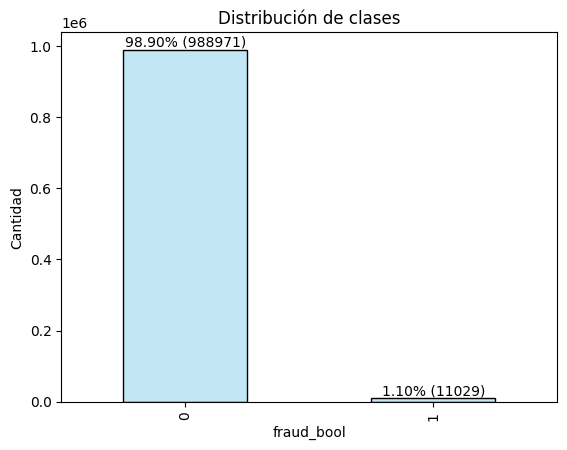 Distribución de clases
1e6
98.90% (988971)
1.0
0.8
0.6
0.4
0.2
0.0
Cantidad
1.10% (11029)
0
1
fraud_bool